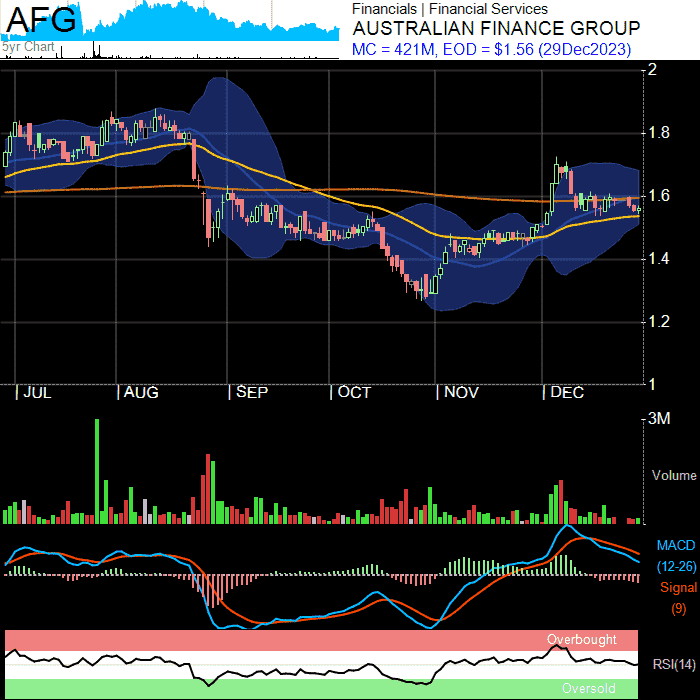 AFG
5yr Chart
Financials | Financial Services
AUSTRALIAN FINANCE GROUP
MC = 421M, EOD = $1.56 (29Dec2023)
2
1.8
1.6
1.4
1.2
1
JUL AUG SEP OCT NOV DEC
3M
Volume
MACD
(12-26)
Signal
(9)
Overbought
RSI(14)
Oversold